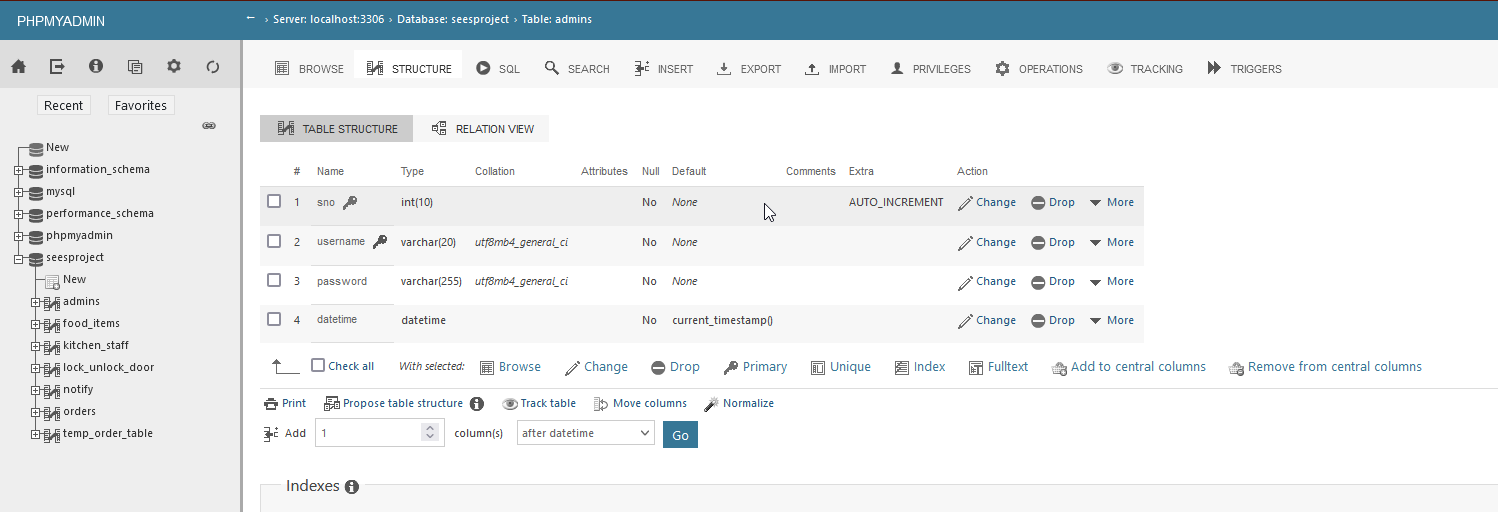 PHPMYADMIN
← › Server: localhost:3306 › Database: seesproject › Table: admins
Recent Favorites
New
information_schema
mysql
performance_schema
phpmyadmin
seesproject
New
admins
food_items
kitchen_staff
lock_unlock_door
notify
orders
temp_order_table
BROWSE STRUCTURE SQL SEARCH INSERT EXPORT IMPORT PRIVILEGES OPERATIONS TRACKING TRIGGERS
TABLE STRUCTURE RELATION VIEW
# Name Type Collation Attributes Null Default Comments Extra Action
1 sno int(10) No None AUTO_INCREMENT Change Drop More
2 username varchar(20) utf8mb4_general_ci No None Change Drop More
3 password varchar(255) utf8mb4_general_ci No None Change Drop More
4 datetime datetime No current_timestamp() Change Drop More
Check all With selected: Browse Change Drop Primary Unique Index Fulltext Add to central columns Remove from central columns
Print Propose table structure Track table Move columns Normalize
Add 1 column(s) after datetime Go
Indexes